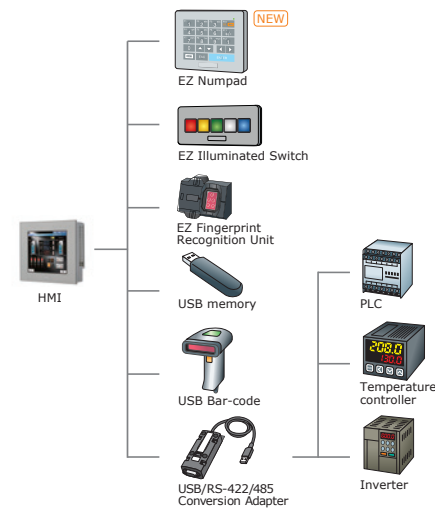 NEW
EZ Numpad
EZ Illuminated Switch
EZ Fingerprint
Recognition Unit
HMI
USB memory
PLC
208.0
130.0
USB Bar-code
Temperature
controller
USB/RS-422/485
Conversion Adapter
Inverter